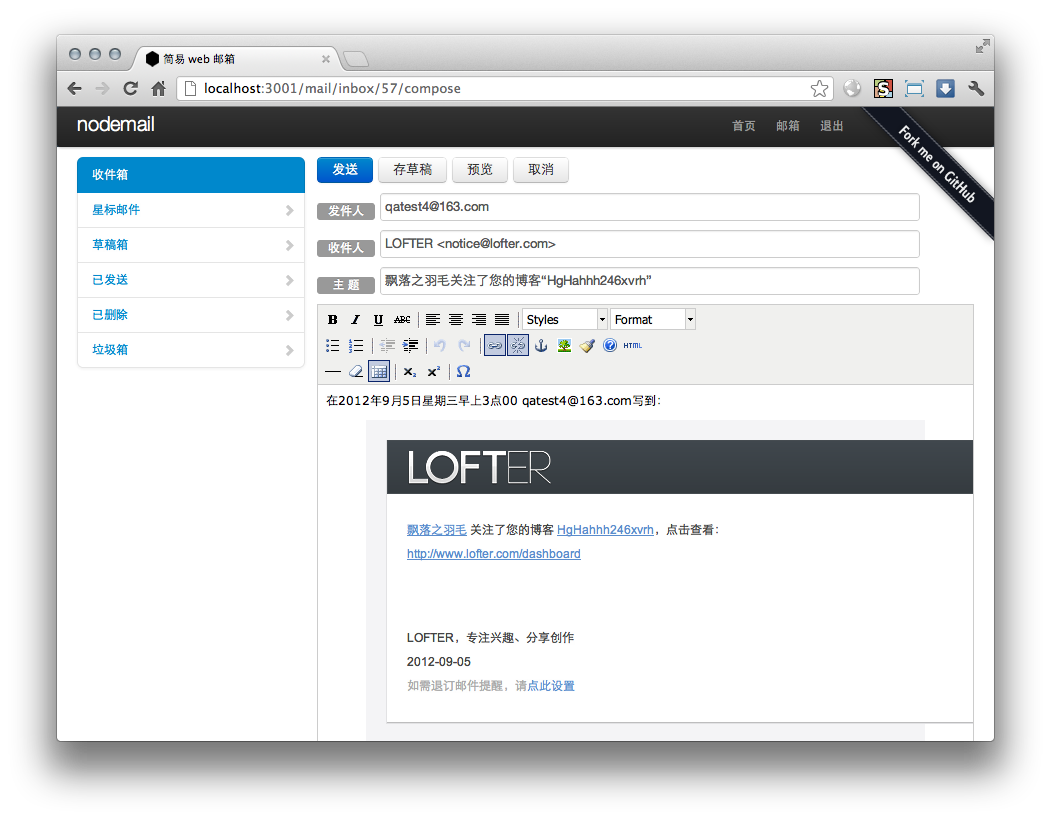 简易 web 邮箱
localhost:3001/mail/inbox/57/compose
nodemail
首页 邮箱 退出
Fork me on GitHub
收件箱
星标邮件
草稿箱
已发送
已删除
垃圾箱
发送 存草稿 预览 取消
发件人 qatest4@163.com
收件人 LOFTER <notice@lofter.com>
主 题 飘落之羽毛关注了您的博客“HgHahhh246xvrh”
B I U ABC Styles Format
HTML
x₂ x² Ω
在2012年9月5日星期三早上3点00 qatest4@163.com写到：
LOFTER
飘落之羽毛 关注了您的博客 HgHahhh246xvrh，点击查看：
http://www.lofter.com/dashboard
LOFTER，专注兴趣、分享创作
2012-09-05
如需退订邮件提醒，请点此设置